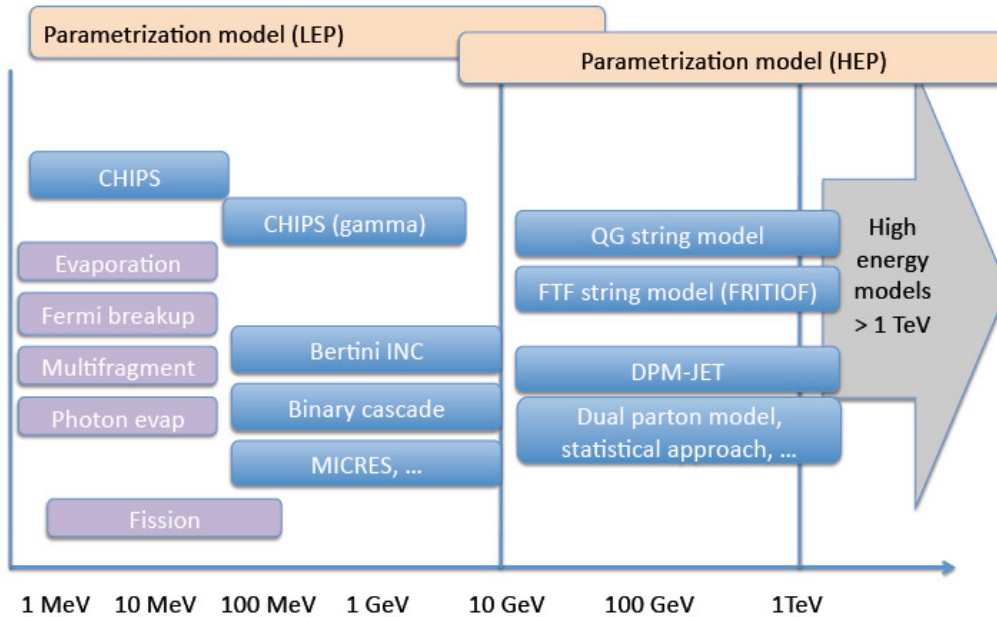 Parametrization model (LEP)
Parametrization model (HEP)
CHIPS
CHIPS (gamma)
Evaporation
Fermi breakup
Multifragment
Photon evap
Fission
Bertini INC
Binary cascade
MICRES, ...
QG string model
FTF string model (FRITIOF)
DPM-JET
Dual parton model,
statistical approach, ...
High
energy
models
> 1 TeV
1 MeV 10 MeV 100 MeV 1 GeV 10 GeV 100 GeV 1TeV